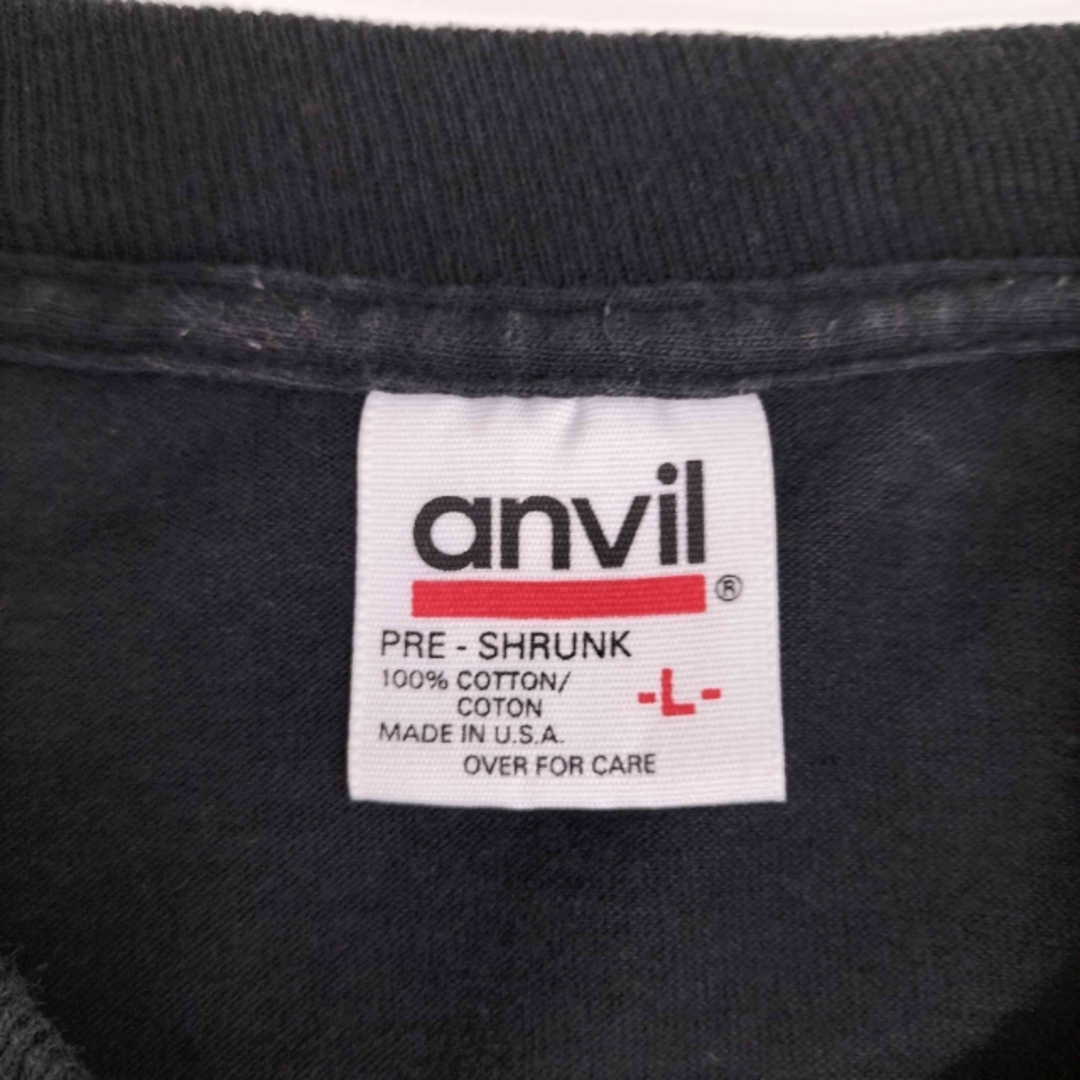 anvil
®
PRE - SHRUNK
100% COTTON/
COTON
-L-
MADE IN U.S.A.
OVER FOR CARE